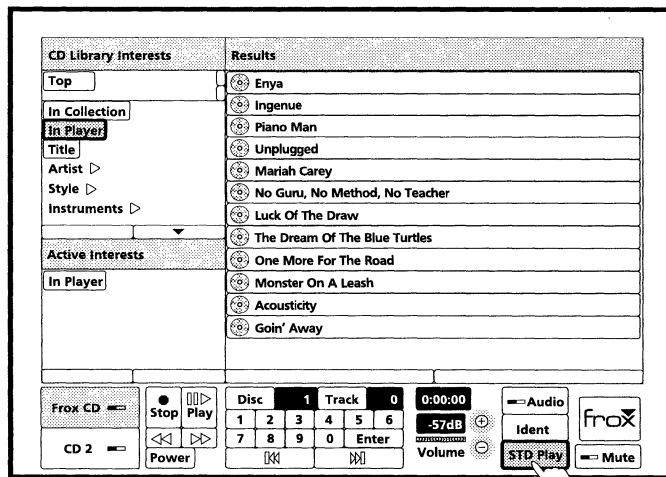 CD Library Interests
Top
In Collection
In Player
Title
Artist
Style
Instruments
Active Interests
In Player
Results
Enya
Ingenue
Piano Man
Unplugged
Mariah Carey
No Guru, No Method, No Teacher
Luck Of The Draw
The Dream Of The Blue Turtles
One More For The Road
Monster On A Leash
Acousticity
Goin' Away
Frox CD
CD 2
Stop Play
Power
Disc 1 Track 0
1 2 3 4 5 6
7 8 9 0 Enter
0:00:00
-57dB
Volume
Audio
Ident
STD Play
frox
Mute